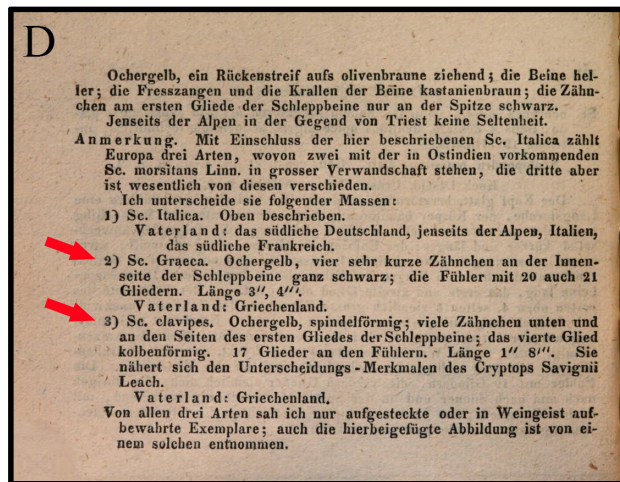 D
Ochergelb, ein Rückenstreif aufs olivenbraune ziehend; die Beine hel-
ler; die Fresszangen und die Krallen der Beine kastanienbraun; die Zähn-
chen am ersten Gliede der Schleppbeine nur an der Spitze schwarz.
Jenseits der Alpen in der Gegend von Triest keine Seltenheit.
Anmerkung. Mit Einschluss der hier beschriebenen Sc. Italica zählt
Europa drei Arten, wovon zwei mit der in Ostindien vorkommenden
Sc. morsitans Linn. in grosser Verwandschaft stehen, die dritte aber
ist wesentlich von diesen verschieden.
Ich unterscheide sie folgender Massen:
1) Sc. Italica. Oben beschrieben.
Vaterland: das südliche Deutschland, jenseits der Alpen, Italien,
das südliche Frankreich.
2) Sc. Graeca. Ochergelb, vier sehr kurze Zähnchen an der Innen-
seite der Schleppbeine ganz schwarz; die Fühler mit 20 auch 21
Gliedern. Länge 3″, 4‴.
Vaterland: Griechenland.
3) Sc. clavipes. Ochergelb, spindelförmig; viele Zähnchen unten und
an den Seiten des ersten Gliedes der Schleppbeine; das vierte Glied
kolbenförmig. 17 Glieder an den Fühlern. Länge 1″ 8‴. Sie
nähert sich den Unterscheidungs-Merkmalen des Cryptops Savignii
Leach.
Vaterland: Griechenland.
Von allen drei Arten sah ich nur aufgesteckte oder in Weingeist auf-
bewahrte Exemplare; auch die hierbeigefügte Abbildung ist von ei-
nem solchen entnommen.